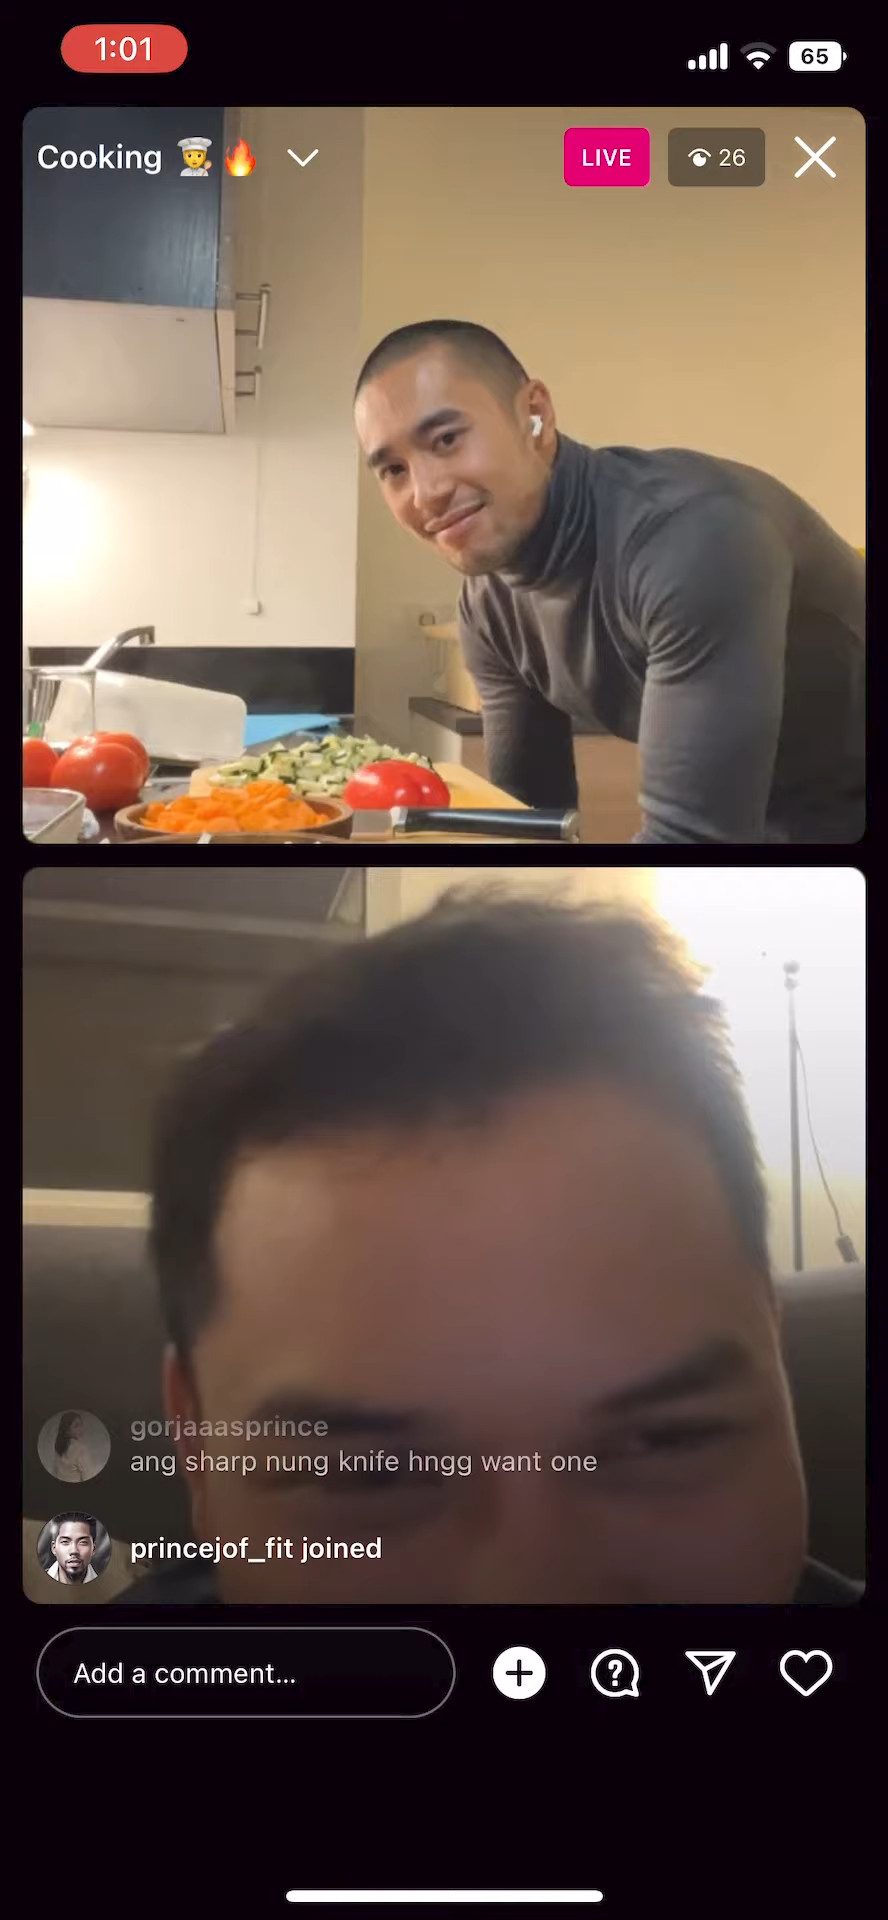 1:01
65
Cooking 👨‍🍳🔥
LIVE
26
gorjaaasprince
ang sharp nung knife hngg want one
princejof_fit joined
Add a comment...